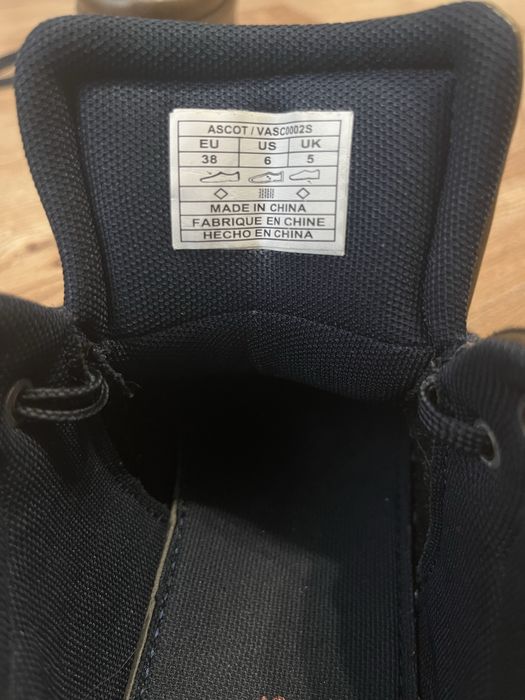 ASCOT / VASC0002S
EU US UK
38 6 5
MADE IN CHINA
FABRIQUE EN CHINE
HECHO EN CHINA